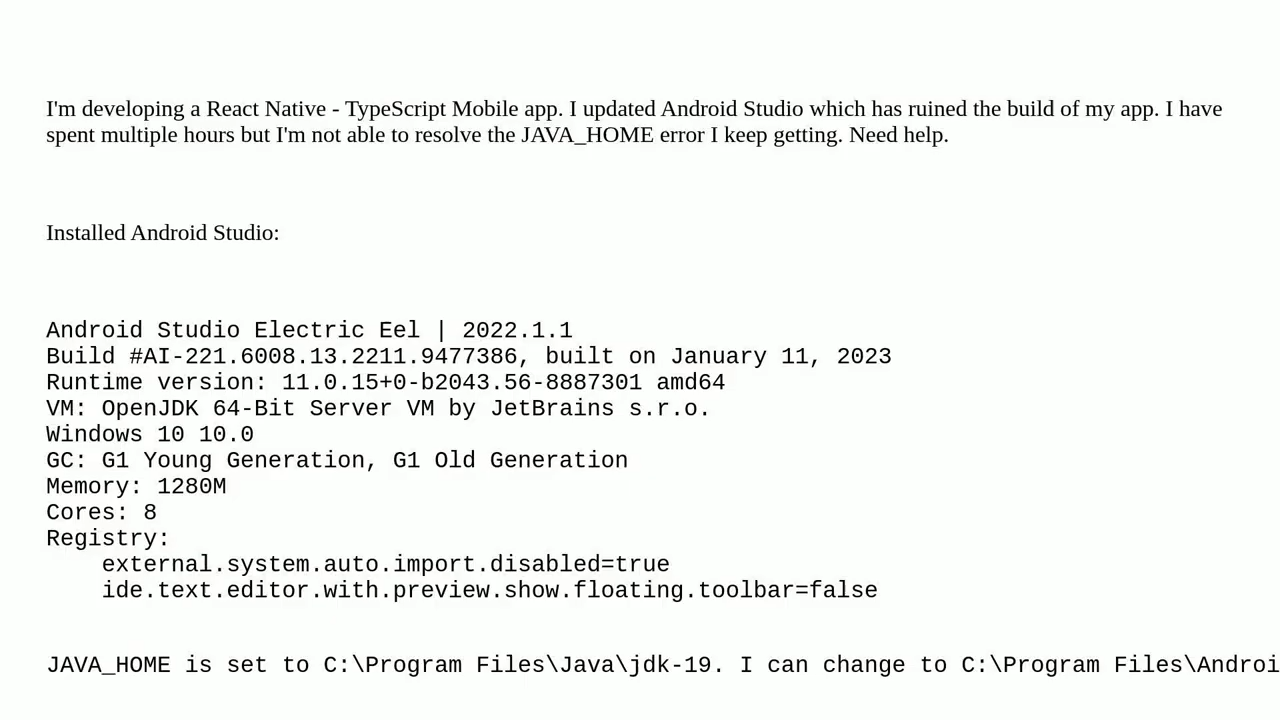 I'm developing a React Native - TypeScript Mobile app. I updated Android Studio which has ruined the build of my app. I have
spent multiple hours but I'm not able to resolve the JAVA_HOME error I keep getting. Need help.
Installed Android Studio:
Android Studio Electric Eel | 2022.1.1
Build #AI-221.6008.13.2211.9477386, built on January 11, 2023
Runtime version: 11.0.15+0-b2043.56-8887301 amd64
VM: OpenJDK 64-Bit Server VM by JetBrains s.r.o.
Windows 10 10.0
GC: G1 Young Generation, G1 Old Generation
Memory: 1280M
Cores: 8
Registry:
    external.system.auto.import.disabled=true
    ide.text.editor.with.preview.show.floating.toolbar=false
JAVA_HOME is set to C:\Program Files\Java\jdk-19. I can change to C:\Program Files\Androi